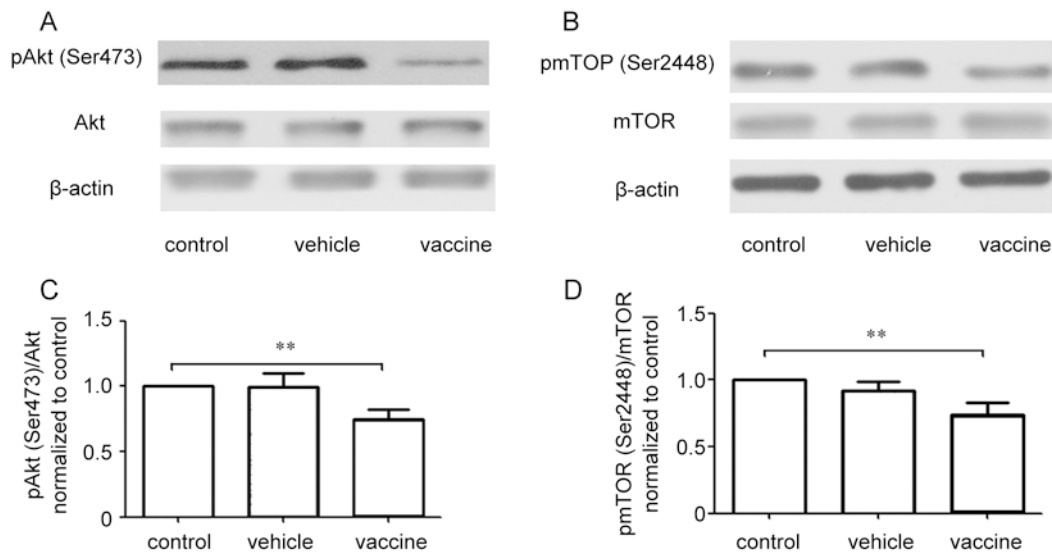 A
pAkt (Ser473)
Akt
β-actin
control vehicle vaccine
B
pmTOP (Ser2448)
mTOR
β-actin
control vehicle vaccine
C
pAkt (Ser473)/Akt
normalized to control
1.5
1.0
0.5
0
**
control vehicle vaccine
D
pmTOR (Ser2448)/mTOR
normalized to control
1.5
1.0
0.5
0
**
control vehicle vaccine